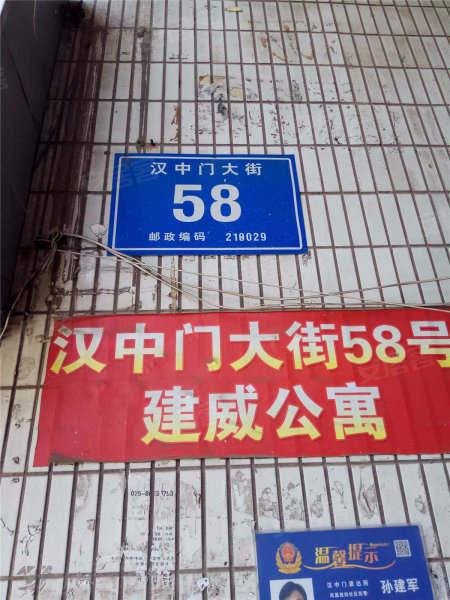 汉中门大街
58
邮政编码 210029
汉中门大街58号
建威公寓
温馨提示
汉中门派出所
孙建军